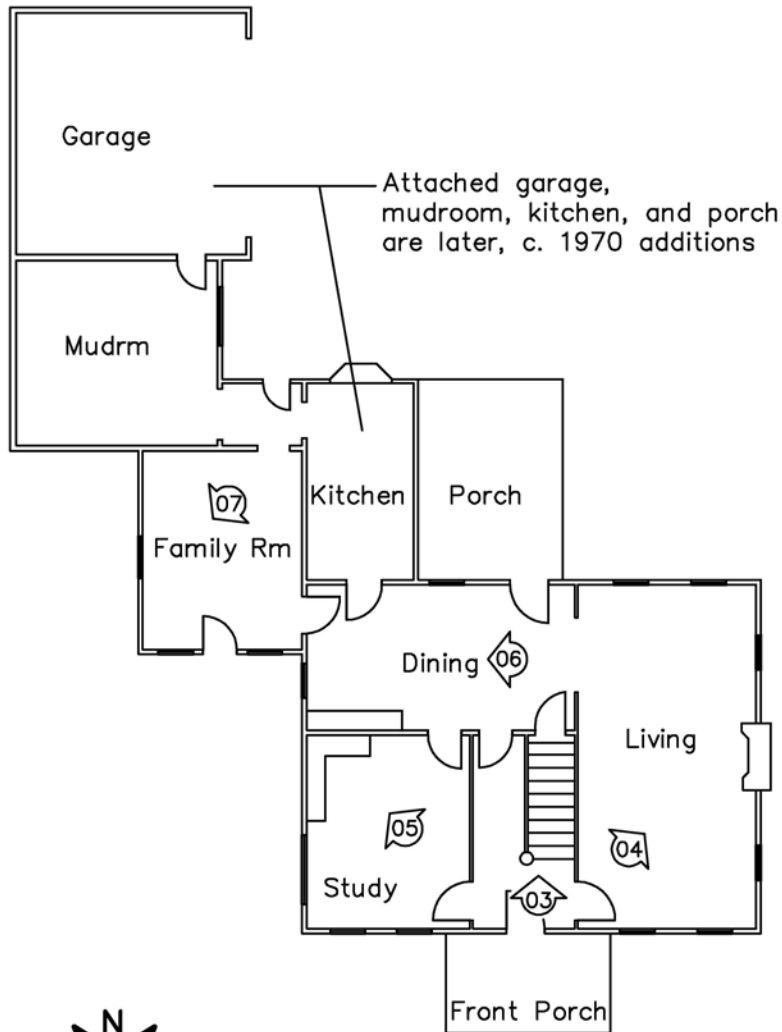 Garage
Attached garage,
mudroom, kitchen, and porch
are later, c. 1970 additions
Mudrm
Kitchen
Porch
07
Family Rm
Dining
06
Living
05
04
Study
03
Front Porch
N